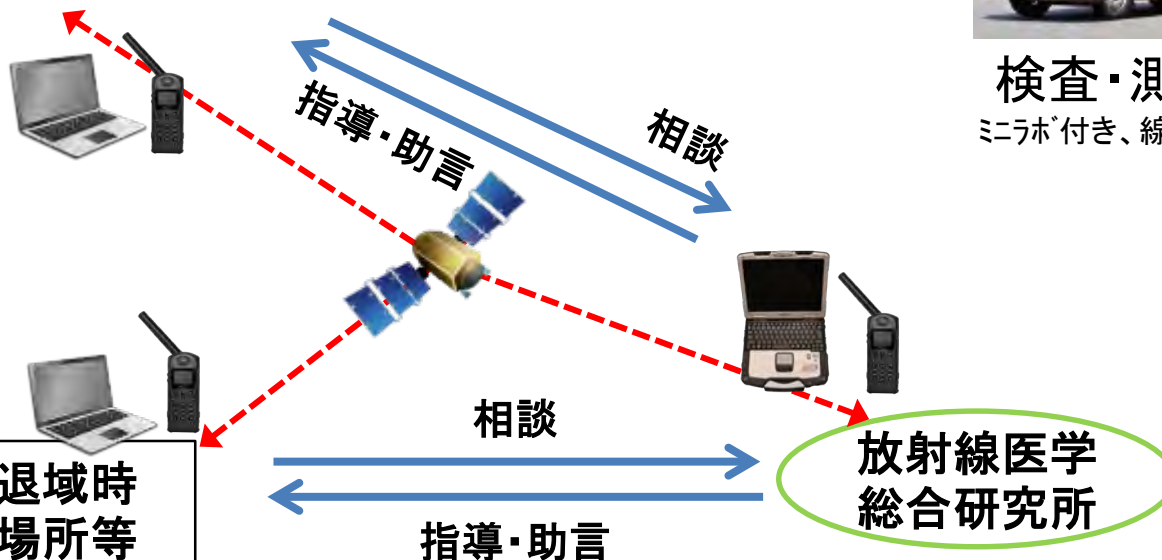 検査・測
ミニラボ付き、線
指導・助言
相談
相談
放射線医学
総合研究所
退域時
場所等
指導・助言